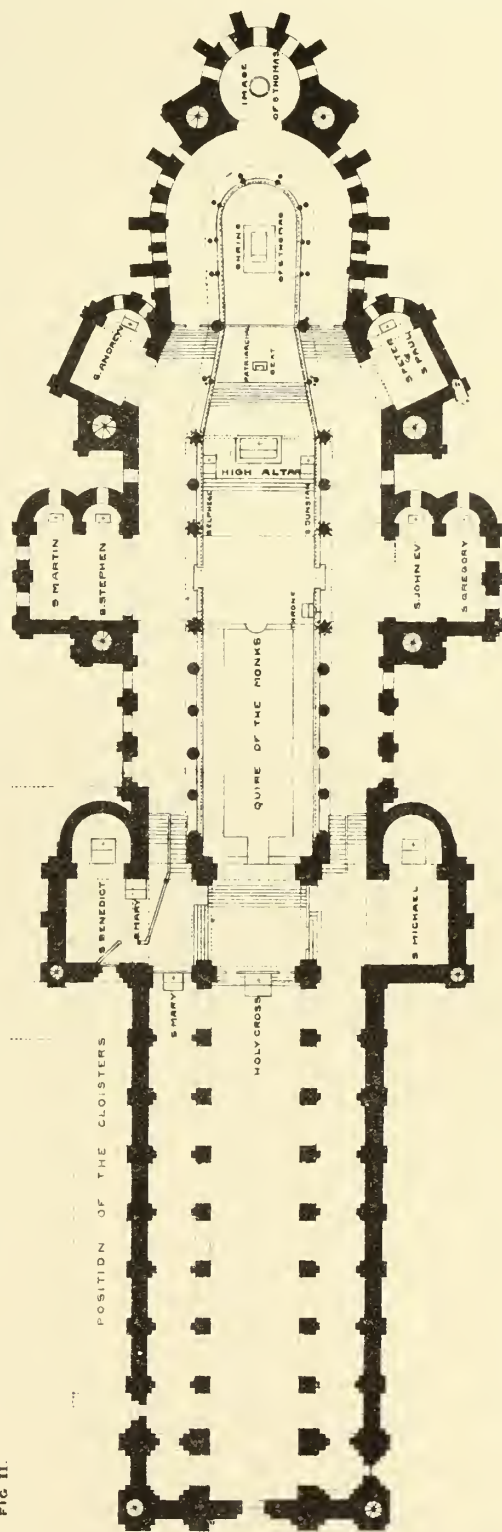 FIG II.
POSITION OF THE CLOISTERS
IMAGE
OF S THOMAS
SHRINE
OF S THOMAS
S. ANDREW
S PETER
&
S PAUL
PATRIARCHAL
SEAT
HIGH ALTAR
S ELPHEGE
S DUNSTAN
S MARTIN
S. STEPHEN
S. JOHN EV
S GREGORY
THRONE
QUIRE OF THE MONKS
S BENEDICT
S MARY
S MARY
S MICHAEL
HOLY CROSS